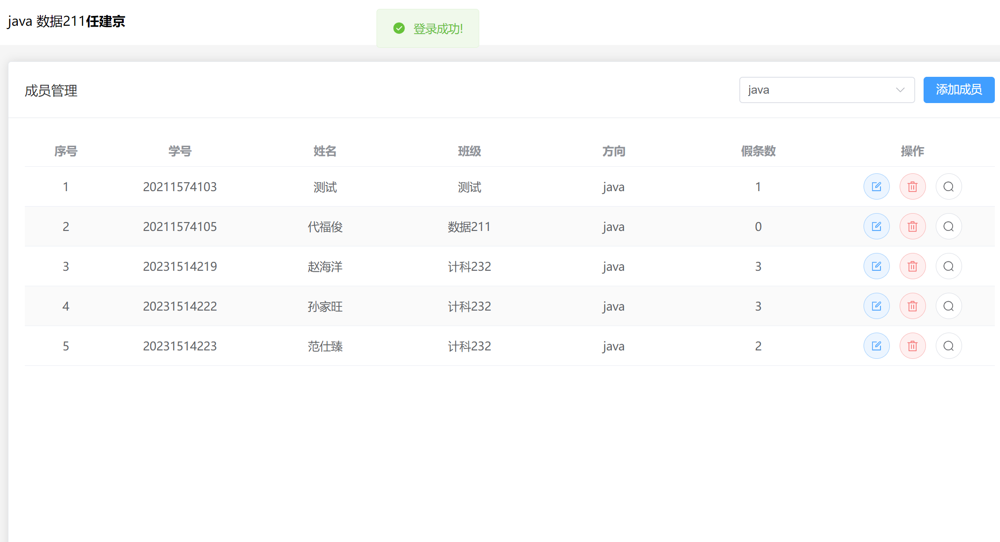 java 数据211任建京
登录成功!
成员管理 java 添加成员
序号 学号 姓名 班级 方向 假条数 操作
1 20211574103 测试 测试 java 1
2 20211574105 代福俊 数据211 java 0
3 20231514219 赵海洋 计科232 java 3
4 20231514222 孙家旺 计科232 java 3
5 20231514223 范仕臻 计科232 java 2